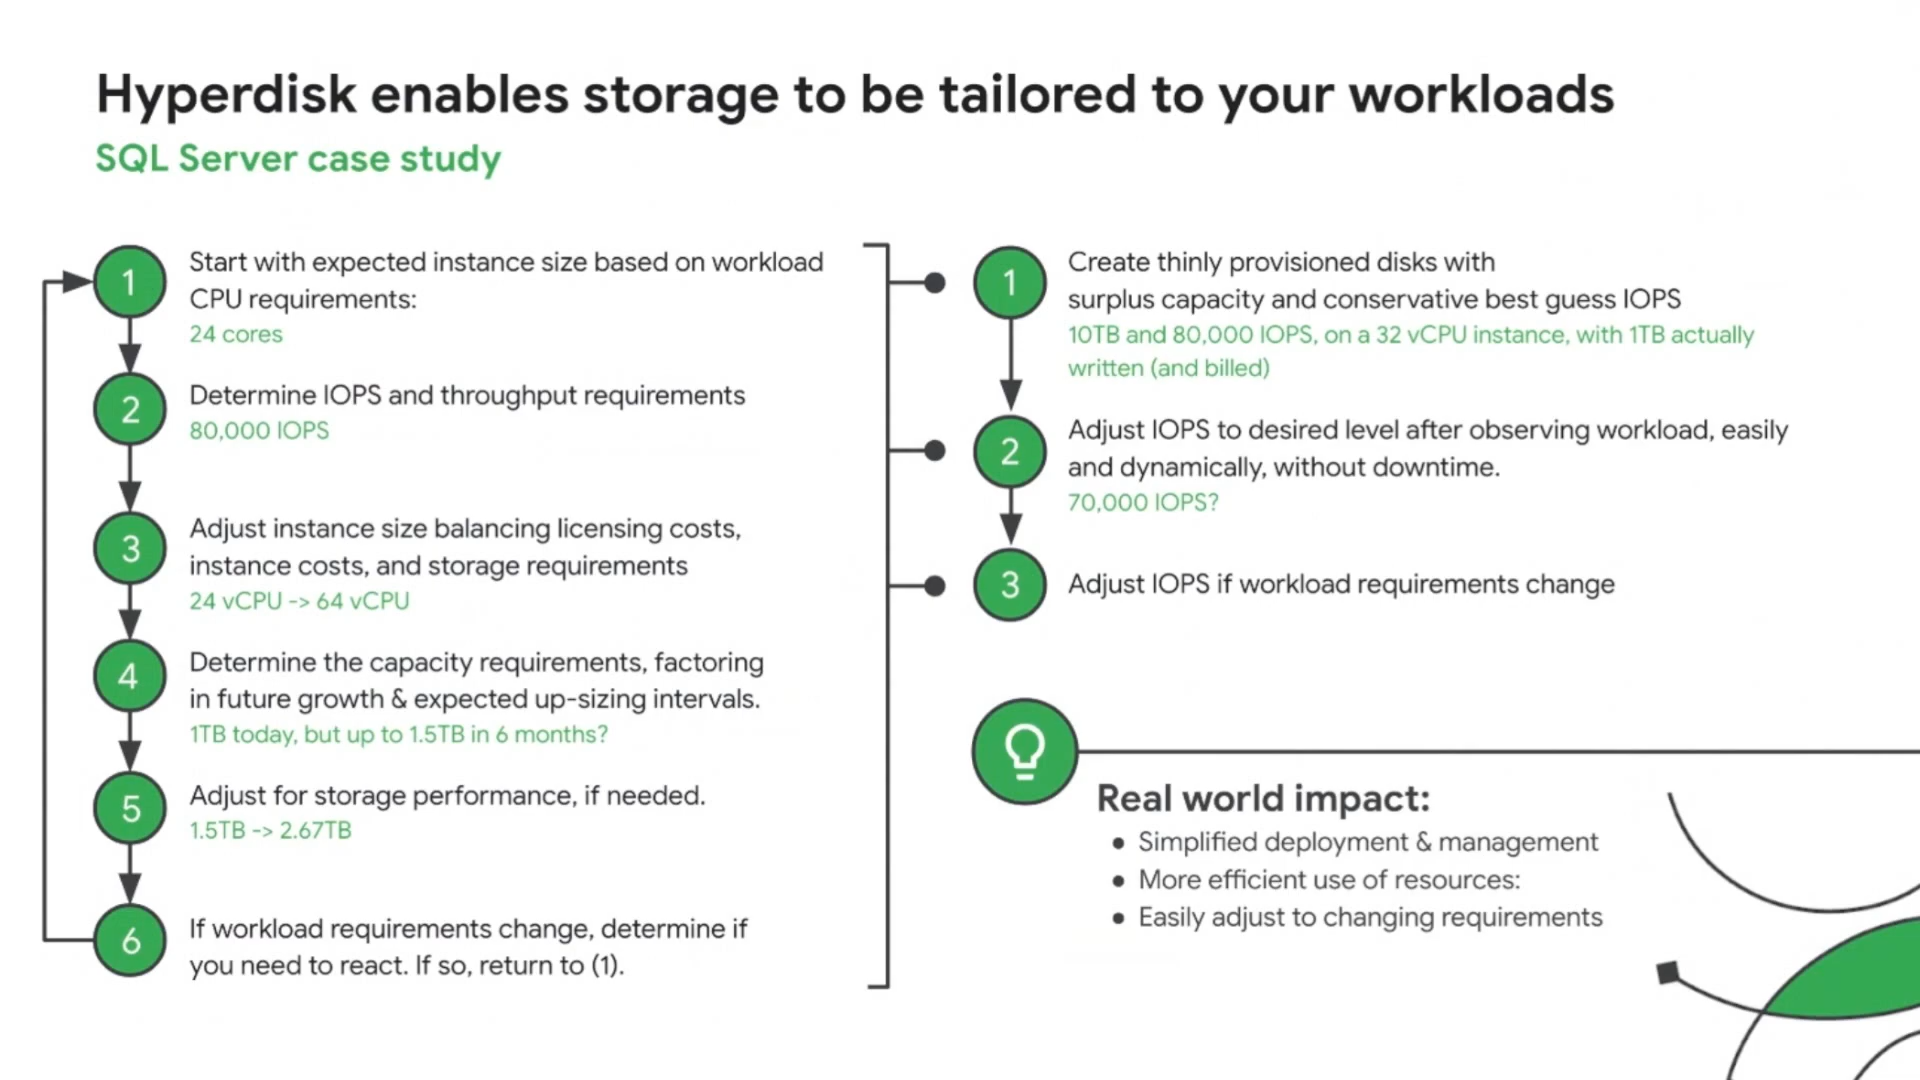 Hyperdisk enables storage to be tailored to your workloads
SQL Server case study
1
Start with expected instance size based on workload
CPU requirements:
24 cores
2
Determine IOPS and throughput requirements
80,000 IOPS
3
Adjust instance size balancing licensing costs,
instance costs, and storage requirements
24 vCPU -> 64 vCPU
4
Determine the capacity requirements, factoring
in future growth & expected up-sizing intervals.
1TB today, but up to 1.5TB in 6 months?
5
Adjust for storage performance, if needed.
1.5TB -> 2.67TB
6
If workload requirements change, determine if
you need to react. If so, return to (1).
1
Create thinly provisioned disks with
surplus capacity and conservative best guess IOPS
10TB and 80,000 IOPS, on a 32 vCPU instance, with 1TB actually
written (and billed)
2
Adjust IOPS to desired level after observing workload, easily
and dynamically, without downtime.
70,000 IOPS?
3
Adjust IOPS if workload requirements change
Real world impact:
● Simplified deployment & management
● More efficient use of resources:
● Easily adjust to changing requirements